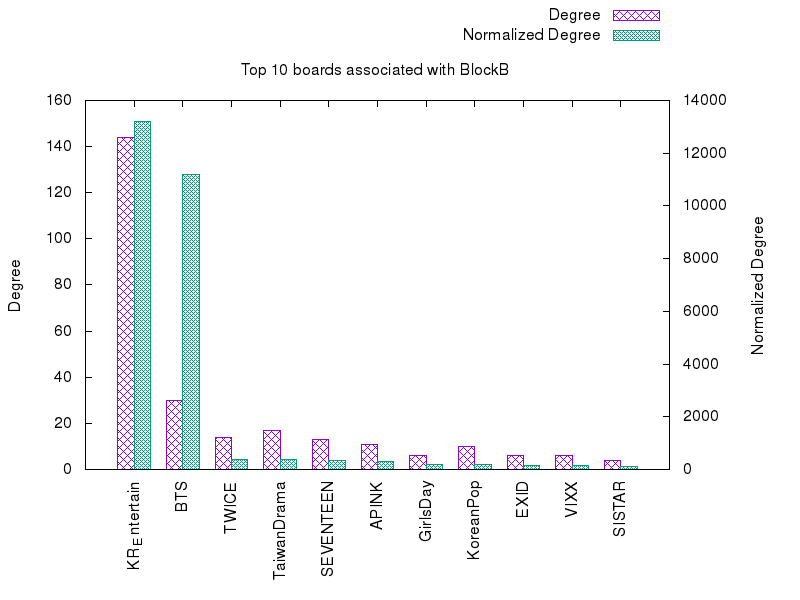 Degree
Normalized Degree
Top 10 boards associated with BlockB
160
140
120
100
80
60
40
20
0
14000
12000
10000
8000
6000
4000
2000
0
Degree
Normalized Degree
KREntertain
BTS
TWICE
TaiwanDrama
SEVENTEEN
APINK
GirlsDay
KoreanPop
EXID
VIXX
SISTAR